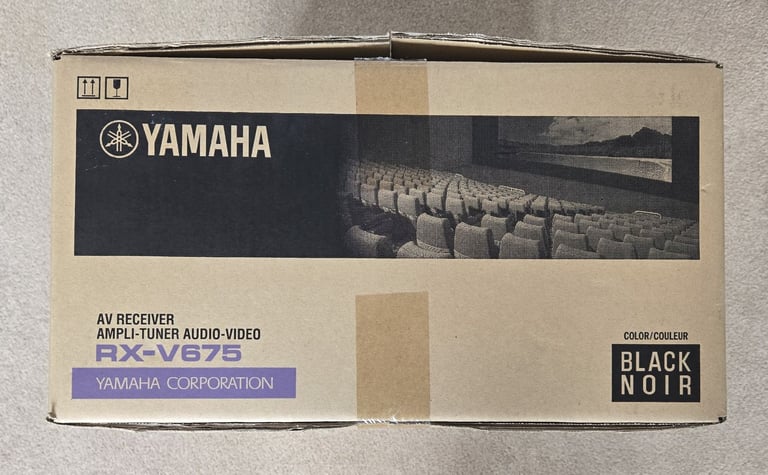 YAMAHA
AV RECEIVER
AMPLI-TUNER AUDIO-VIDEO
RX-V675
YAMAHA CORPORATION
COLOR/COULEUR
BLACK
NOIR